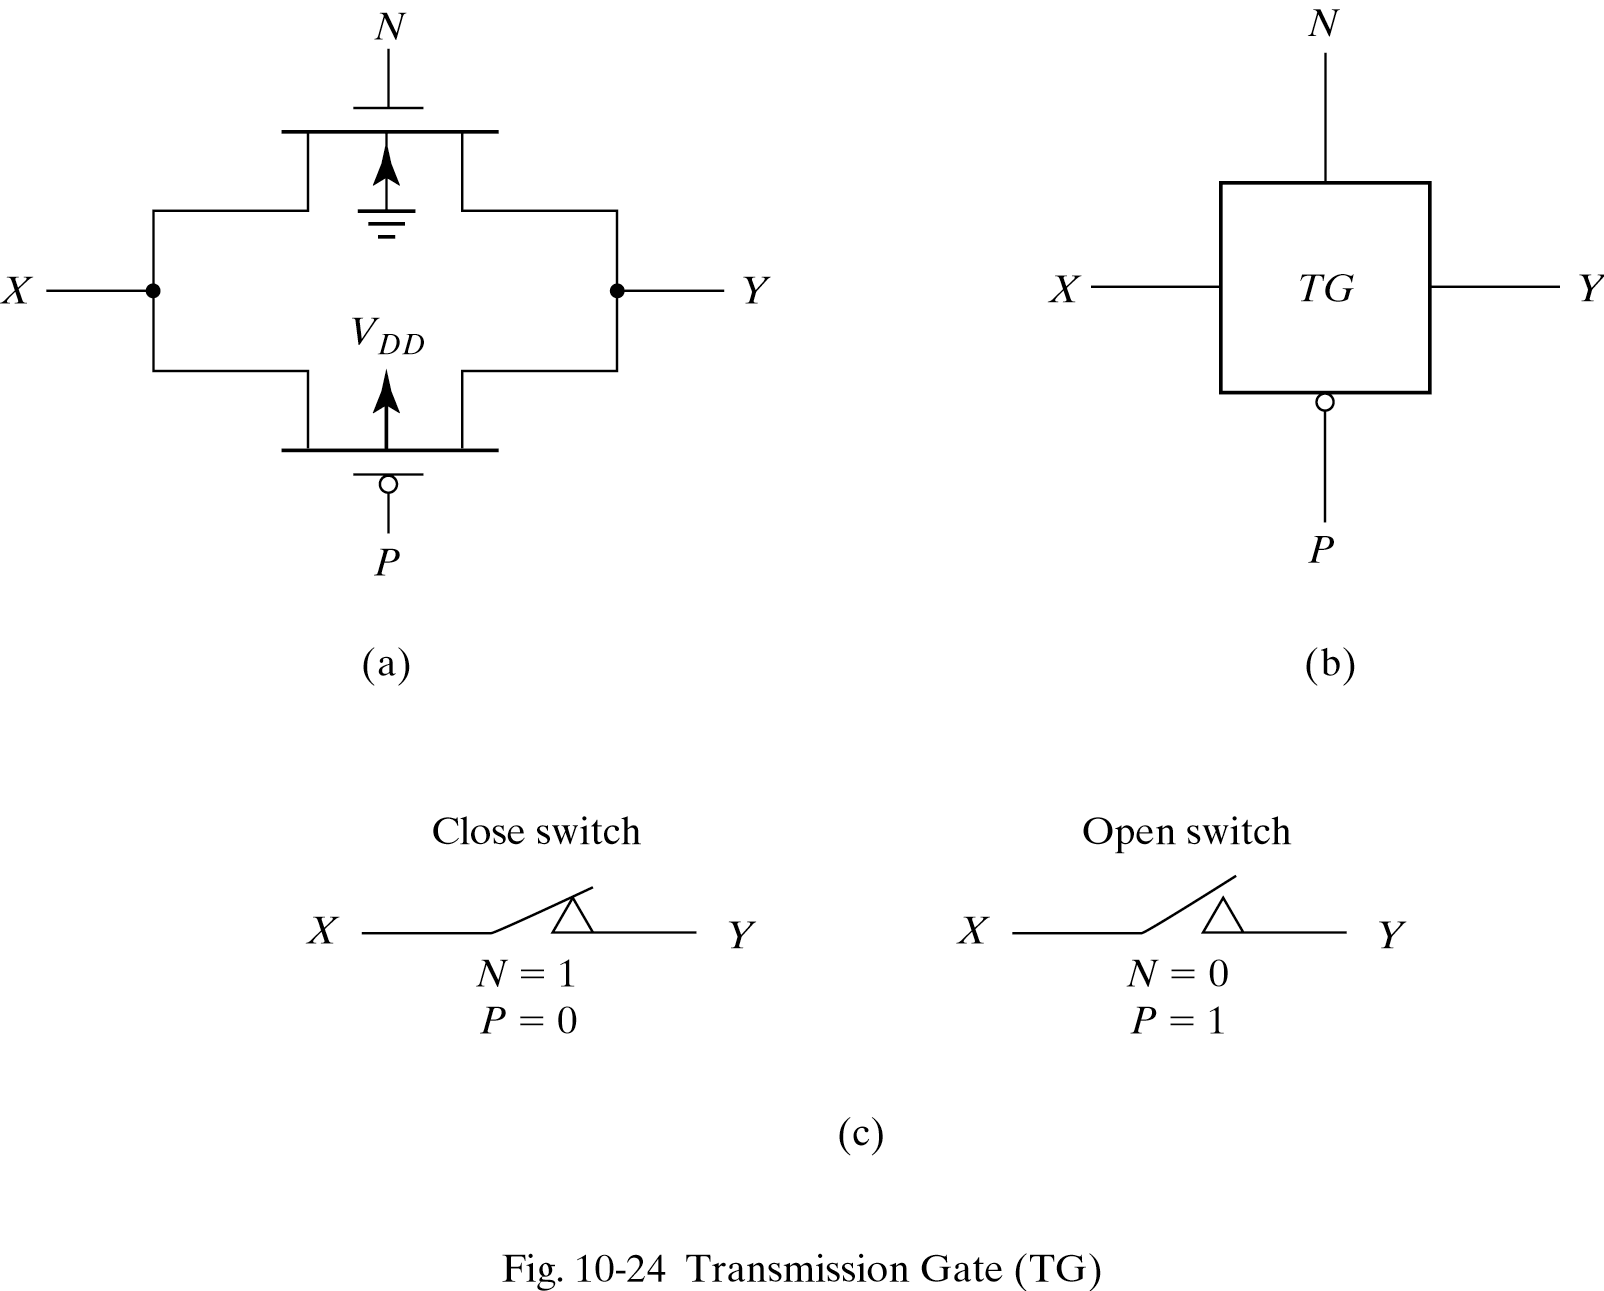 N
X
Y
V_DD
P
(a)
N
X
TG
Y
P
(b)
Close switch
X
Y
N = 1
P = 0
Open switch
X
Y
N = 0
P = 1
(c)
Fig. 10-24 Transmission Gate (TG)